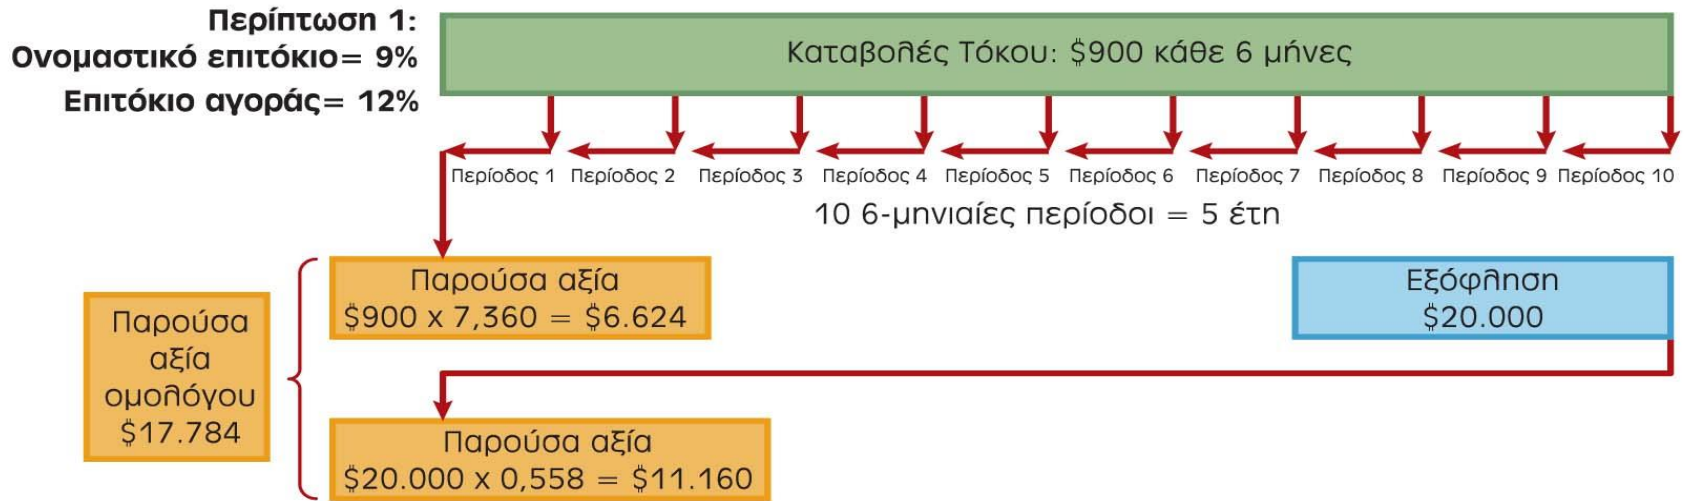 Περίπτωση 1:
Ονομαστικό επιτόκιο= 9%
Επιτόκιο αγοράς= 12%
Καταβολές Τόκου: $900 κάθε 6 μήνες
Περίοδος 1 Περίοδος 2 Περίοδος 3 Περίοδος 4 Περίοδος 5 Περίοδος 6 Περίοδος 7 Περίοδος 8 Περίοδος 9 Περίοδος 10
10 6-μηνιαίες περίοδοι = 5 έτη
Παρούσα αξία
$900 x 7,360 = $6.624
Εξόφληση
$20.000
Παρούσα
αξία
ομολόγου
$17.784
Παρούσα αξία
$20.000 x 0,558 = $11.160